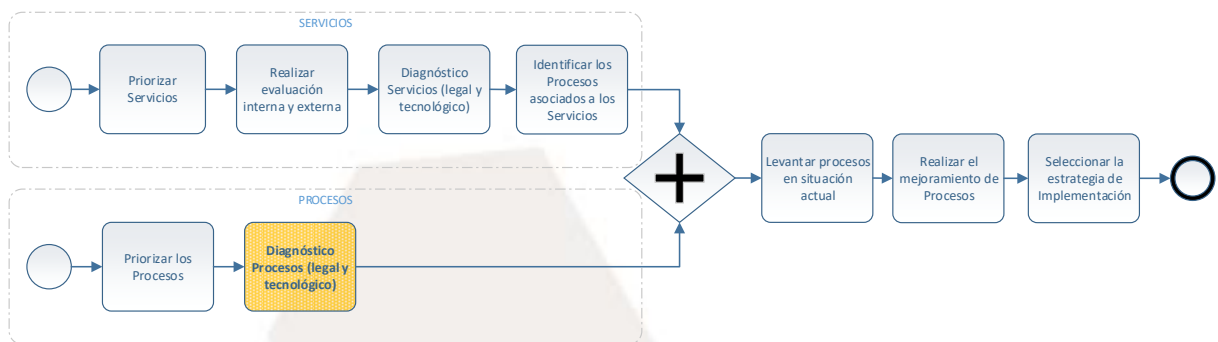 SERVICIOS
Priorizar
Servicios
Realizar
evaluación
interna y externa
Diagnóstico
Servicios (legal y
tecnológico)
Identificar los
Procesos
asociados a los
Servicios
Levantar procesos
en situación
actual
Realizar el
mejoramiento de
Procesos
Seleccionar la
estrategia de
Implementación
PROCESOS
Priorizar los
Procesos
Diagnóstico
Procesos (legal y
tecnológico)